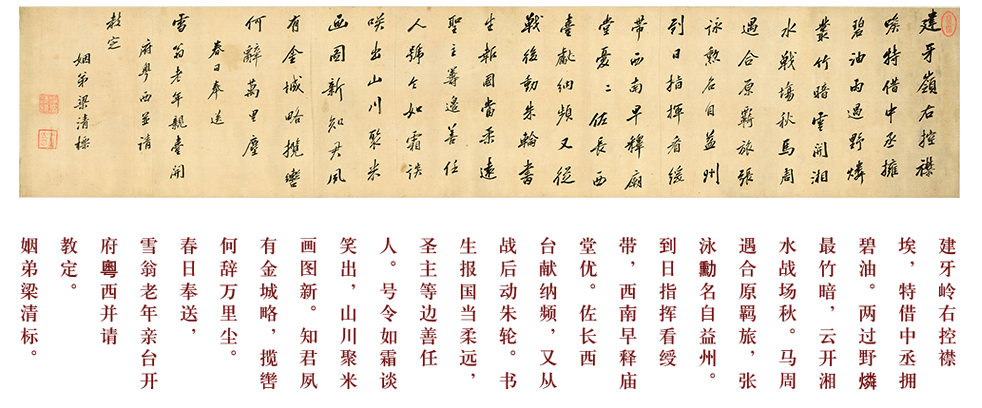 建牙嶺右控襟
埃特借中丞擁
碧油雨過野燐
叢竹暗雲開湘
水戰場秋馬周
遇合原羈旅張
詠勲名自益州
到日指揮看綬
帶西南早釋廟
堂憂二佐長西
臺獻納頻又從
戰後動朱輪書
生報國當柔遠
聖主籌邊善任
人號令如霜談
咲出山川聚米
画圖新知君夙
有金城略攬轡
何辭萬里塵
春日奉送
雪翁老年親臺開
府粤西并請
教定
姻弟梁清標
建牙岭右控襟
埃，特借中丞拥
碧油。两过野燐
最竹暗，云开湘
水战场秋。马周
遇合原羁旅，张
泳勳名自益州。
到日指挥看绶
带，西南早释庙
堂优。佐长西
台献纳频，又从
战后动朱轮。书
生报国当柔远，
圣主等边善任
人。号令如霜谈
笑出，山川聚米
画图新。知君夙
有金城略，揽辔
何辞万里尘。
春日奉送，
雪翁老年亲台开
府粤西并请
教定。
姻弟梁清标。